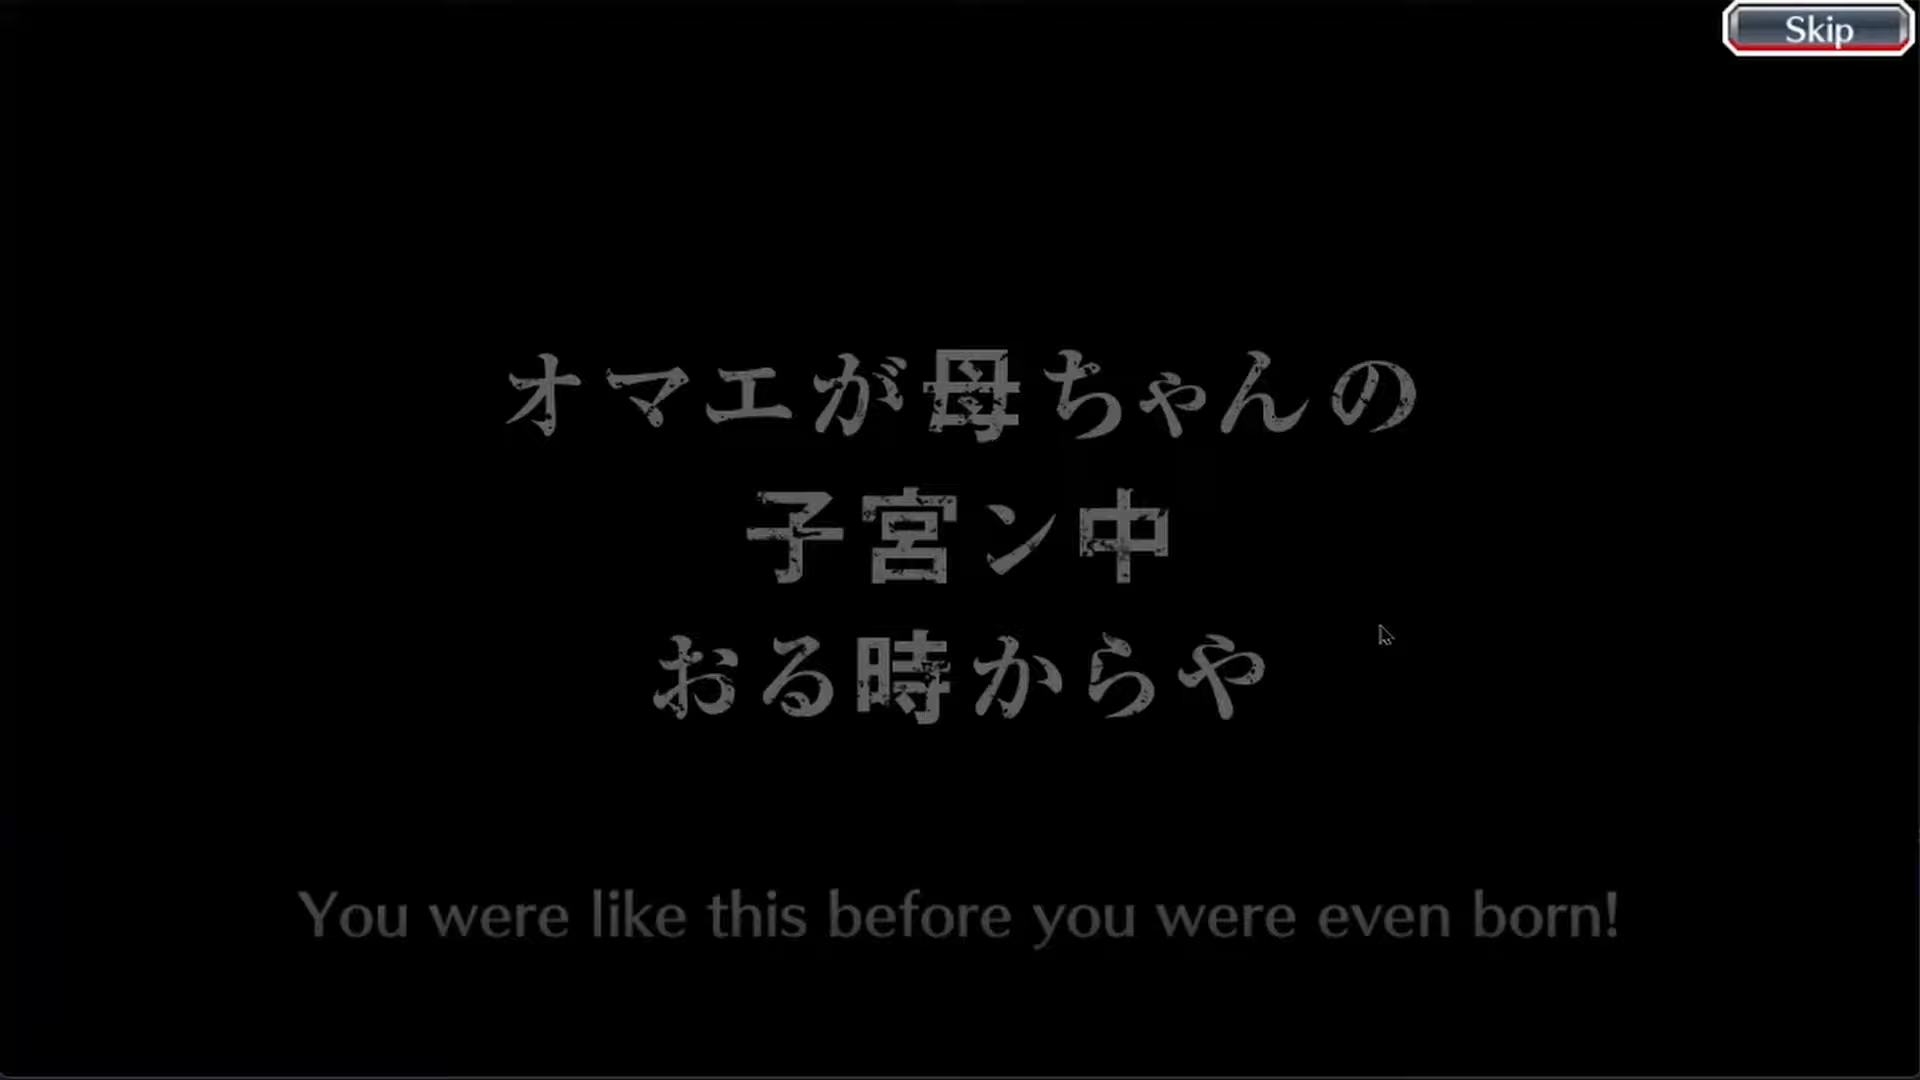 Skip
オマエが母ちゃんの
子宮ン中
おる時からや
You were like this before you were even born!